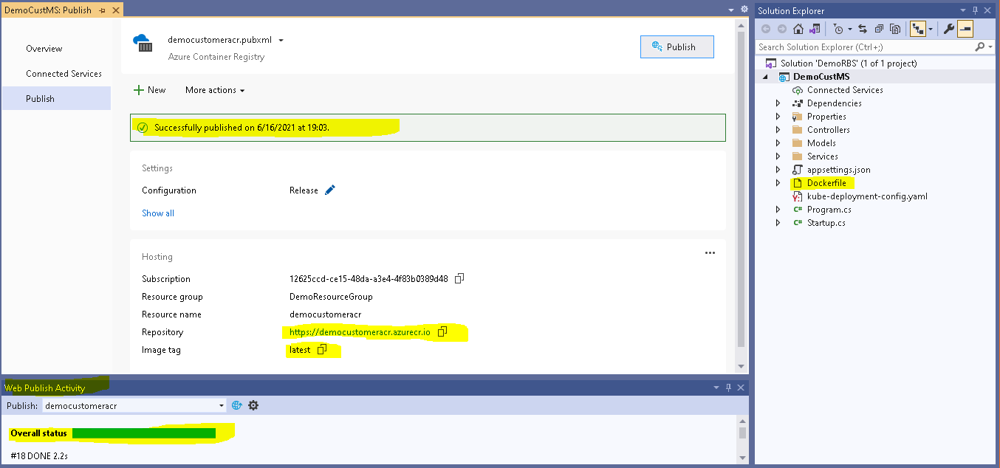 DemoCustMS: Publish
Overview
Connected Services
Publish
democustomeracr.pubxml
Azure Container Registry
Publish
New
More actions
Successfully published on 6/16/2021 at 19:03.
Settings
Configuration Release
Show all
Hosting
Subscription 12625ccd-ce15-48da-a3e4-4f83b0389d48
Resource group DemoResourceGroup
Resource name democustomeracr
Repository https://democustomeracr.azurecr.io
Image tag latest
Web Publish Activity
Publish: democustomeracr
Overall status
#18 DONE 2.2s
Solution Explorer
Search Solution Explorer (Ctrl+;)
Solution 'DemoRBS' (1 of 1 project)
DemoCustMS
Connected Services
Dependencies
Properties
Controllers
Models
Services
appsettings.json
Dockerfile
kube-deployment-config.yaml
C# Program.cs
C# Startup.cs